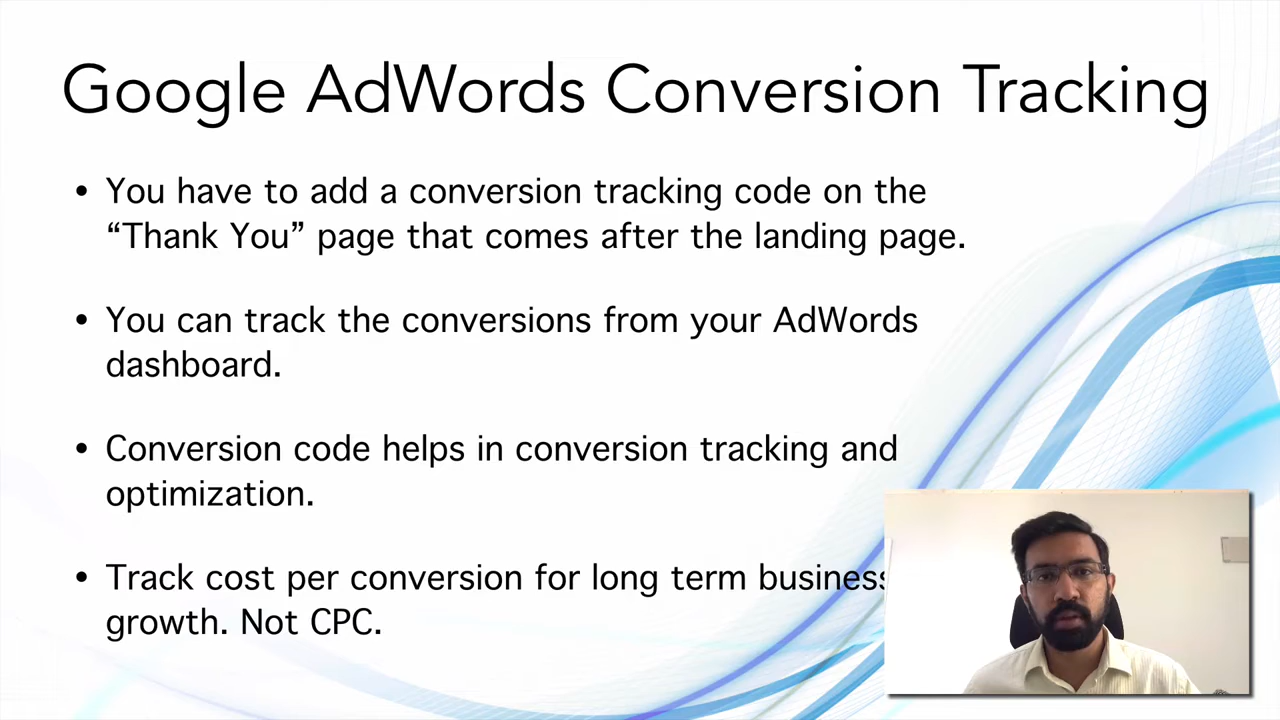 Google AdWords Conversion Tracking
• You have to add a conversion tracking code on the
“Thank You” page that comes after the landing page.
• You can track the conversions from your AdWords
dashboard.
• Conversion code helps in conversion tracking and
optimization.
• Track cost per conversion for long term business
growth. Not CPC.